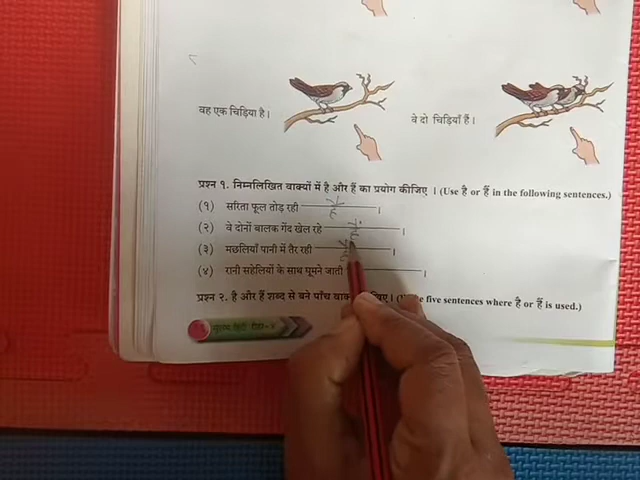 वह एक चिड़िया है।
वे दो चिड़ियाँ हैं।
प्रश्न १. निम्नलिखित वाक्यों में है और हैं का प्रयोग कीजिए । (Use है or हैं in the following sentences.)
(१) सरिता फूल तोड़ रही है ।
(२) वे दोनों बालक गेंद खेल रहे हैं ।
(३) मछलियाँ पानी में तैर रही ।
(४) रानी सहेलियों के साथ घूमने जाती ।
प्रश्न २. है और हैं शब्द से बने पाँच । ( five sentences where है or हैं is used.)
हिंदी